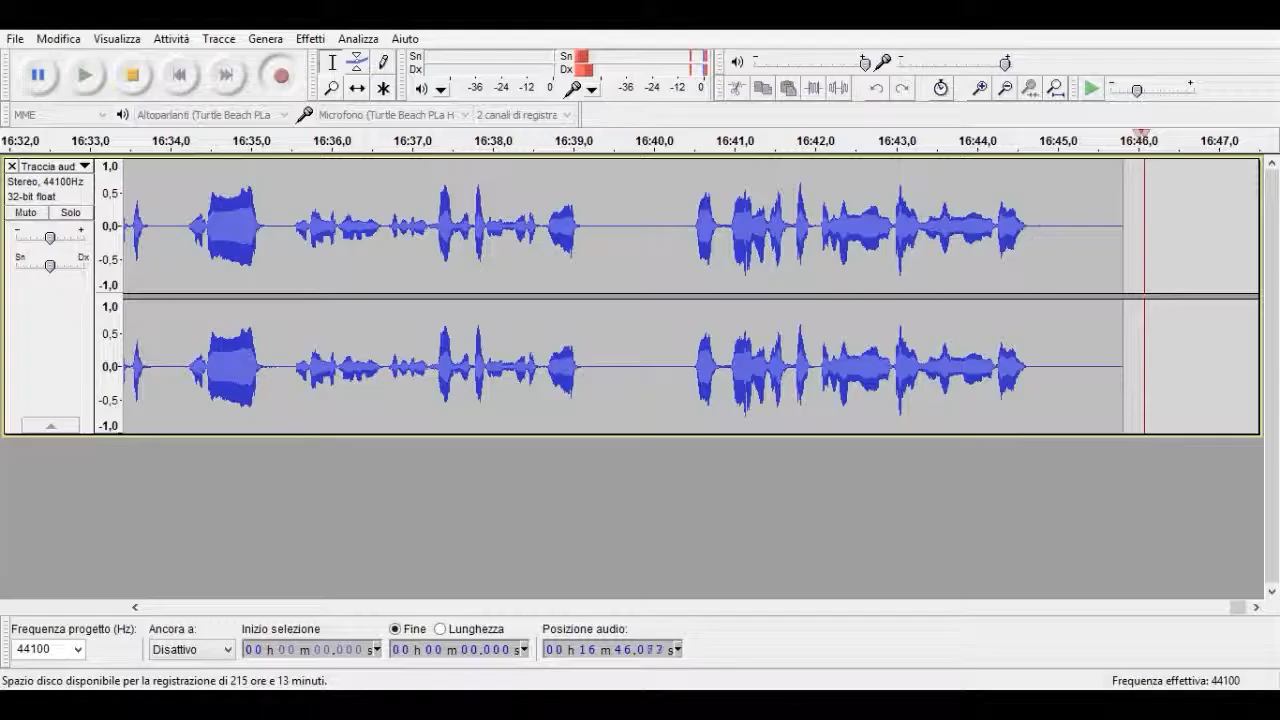 File Modifica Visualizza Attività Tracce Genera Effetti Analizza Aiuto
Sn
Dx
-36 -24 -12 0
Sn
Dx
-36 -24 -12 0
MME Altoparlanti (Turtle Beach PLa Microfono (Turtle Beach PLa H 2 canali di registra
16:32,0 16:33,0 16:34,0 16:35,0 16:36,0 16:37,0 16:38,0 16:39,0 16:40,0 16:41,0 16:42,0 16:43,0 16:44,0 16:45,0 16:46,0 16:47,0
Traccia aud
Stereo, 44100Hz
32-bit float
Muto Solo
- +
Sn Dx
1,0
0,5-
0,0-
-0,5-
-1,0
1,0
0,5-
0,0-
-0,5-
-1,0
Frequenza progetto (Hz): Ancora a: Inizio selezione Fine Lunghezza Posizione audio:
44100 Disattivo 00 h 00 m 00.000 s 00 h 00 m 00.000 s 00 h 16 m 46.077 s
Spazio disco disponibile per la registrazione di 215 ore e 13 minuti. Frequenza effettiva: 44100